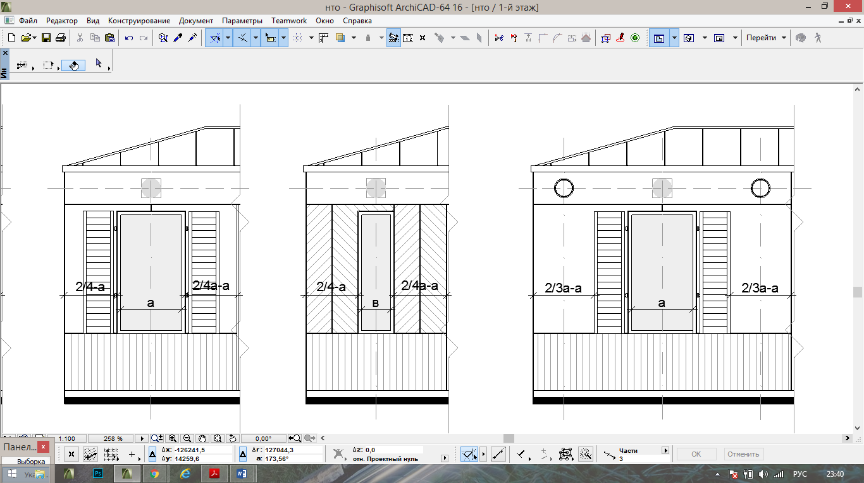 нто - Graphisoft ArchiCAD-64 16 - [нто / 1-й этаж]
Файл Редактор Вид Конструирование Документ Параметры Teamwork Окно Справка
Перейти
2/4-а
2/4а-а
2/4-а
2/4а-а
2/3а-а
2/3а-а
а
в
а
1:100
258 %
0,00°
Панел...
Выборка
Δx: -126241,5
Δy: 14259,6
Δr: 127044,3
α: 173,56°
Δz: 0,0
отн. Проектный нуль
Части
3
ОК
Отменить
РУС
23:40